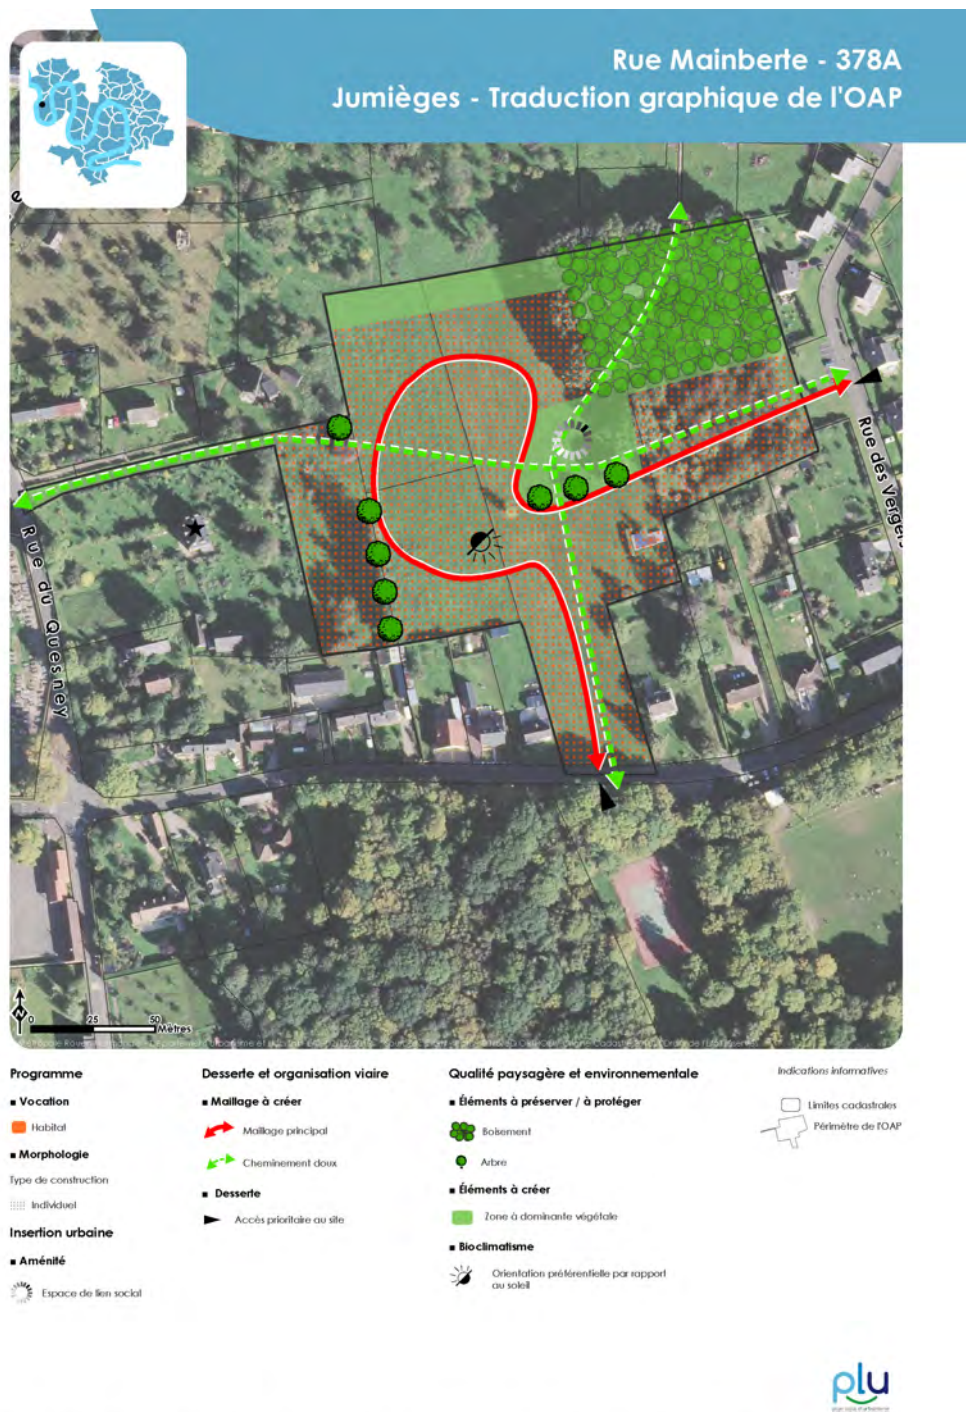 Rue Mainberte - 378A
Jumièges - Traduction graphique de l'OAP
e
Rue des Vergers
Rue du Quesney
N
0 25 50
Mètres
Programme
Vocation
Habitat
Morphologie
Type de construction
Individuel
Insertion urbaine
Aménité
Espace de lien social
Desserte et organisation viaire
Maillage à créer
Maillage principal
Cheminement doux
Desserte
Accès prioritaire au site
Qualité paysagère et environnementale
Éléments à préserver / à protéger
Boisement
Arbre
Éléments à créer
Zone à dominante végétale
Bioclimatisme
Orientation préférentielle par rapport
au soleil
Indications informatives
Limites cadastrales
Périmètre de l'OAP
plu